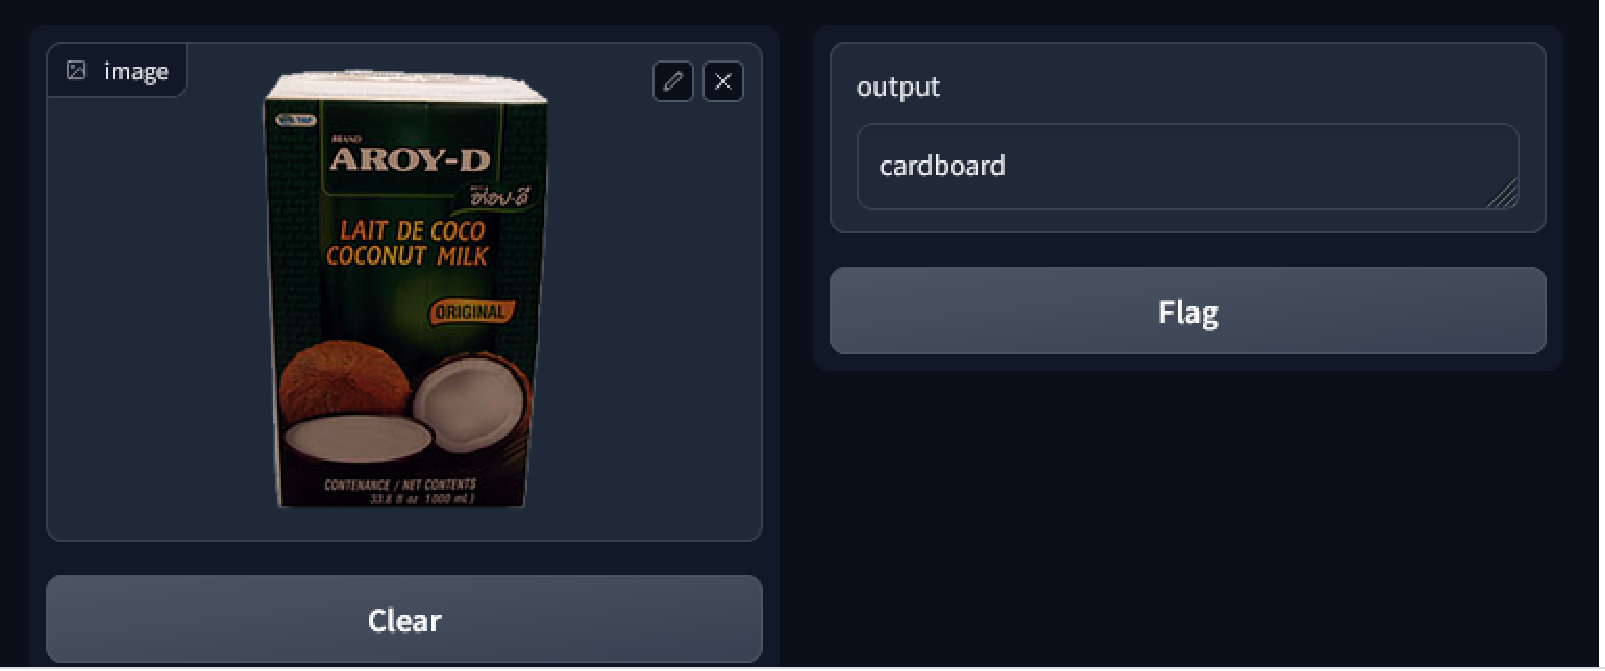 image
BRAND
AROY-D
อร่อย-ดี
LAIT DE COCO
COCONUT MILK
ORIGINAL
CONTENANCE / NET CONTENTS
33.8 fl oz 1000 mL)
Clear
output
cardboard
Flag